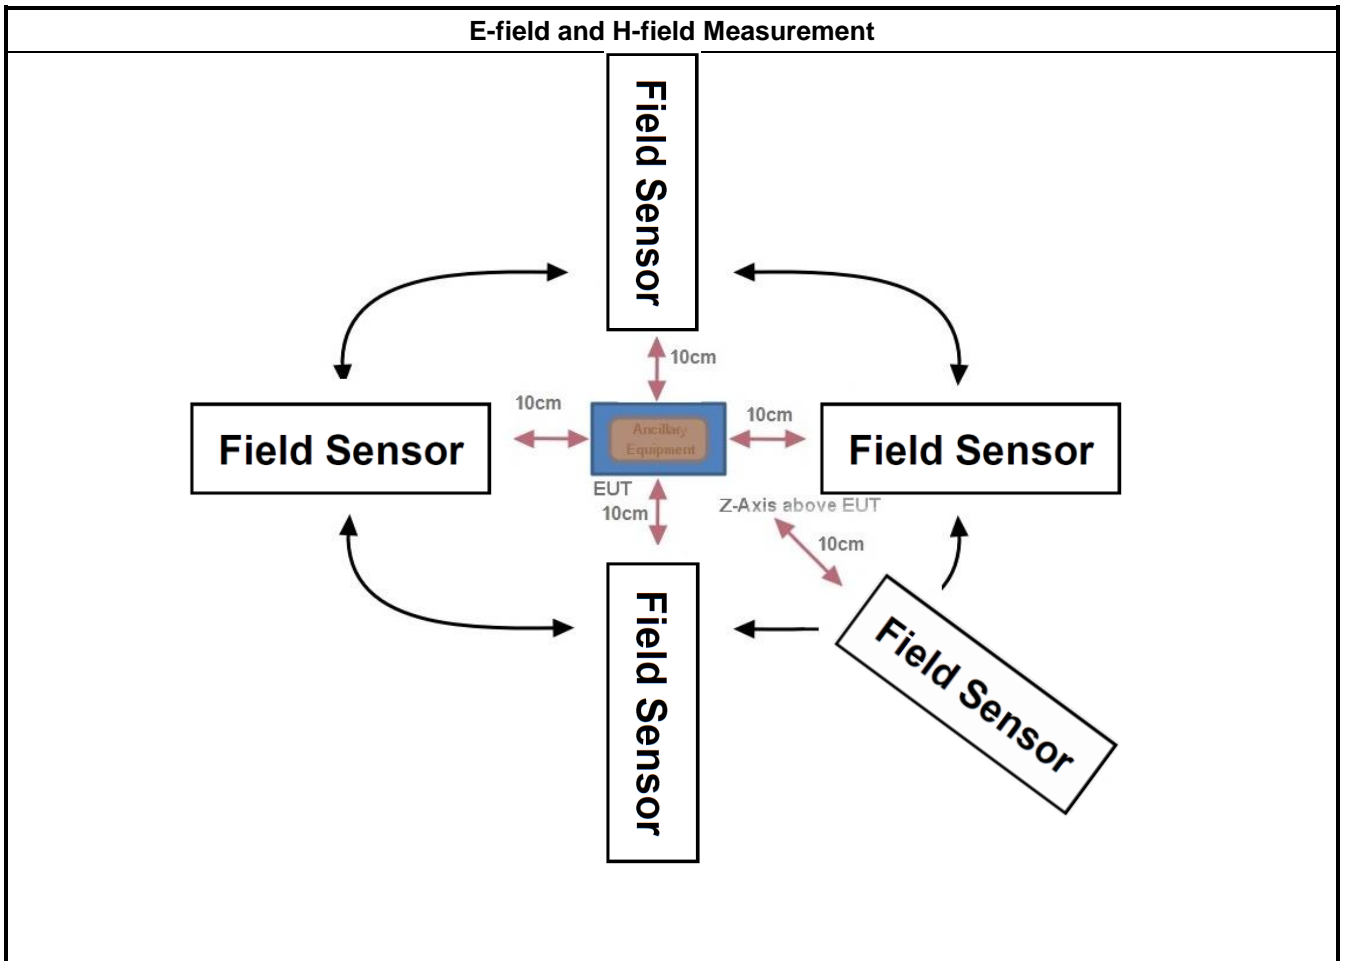 E-field and H-field Measurement
Field Sensor
10cm
10cm
10cm
Field Sensor
Ancillary
Equipment
Field Sensor
EUT
10cm
Z-Axis above EUT
10cm
Field Sensor
Field Sensor